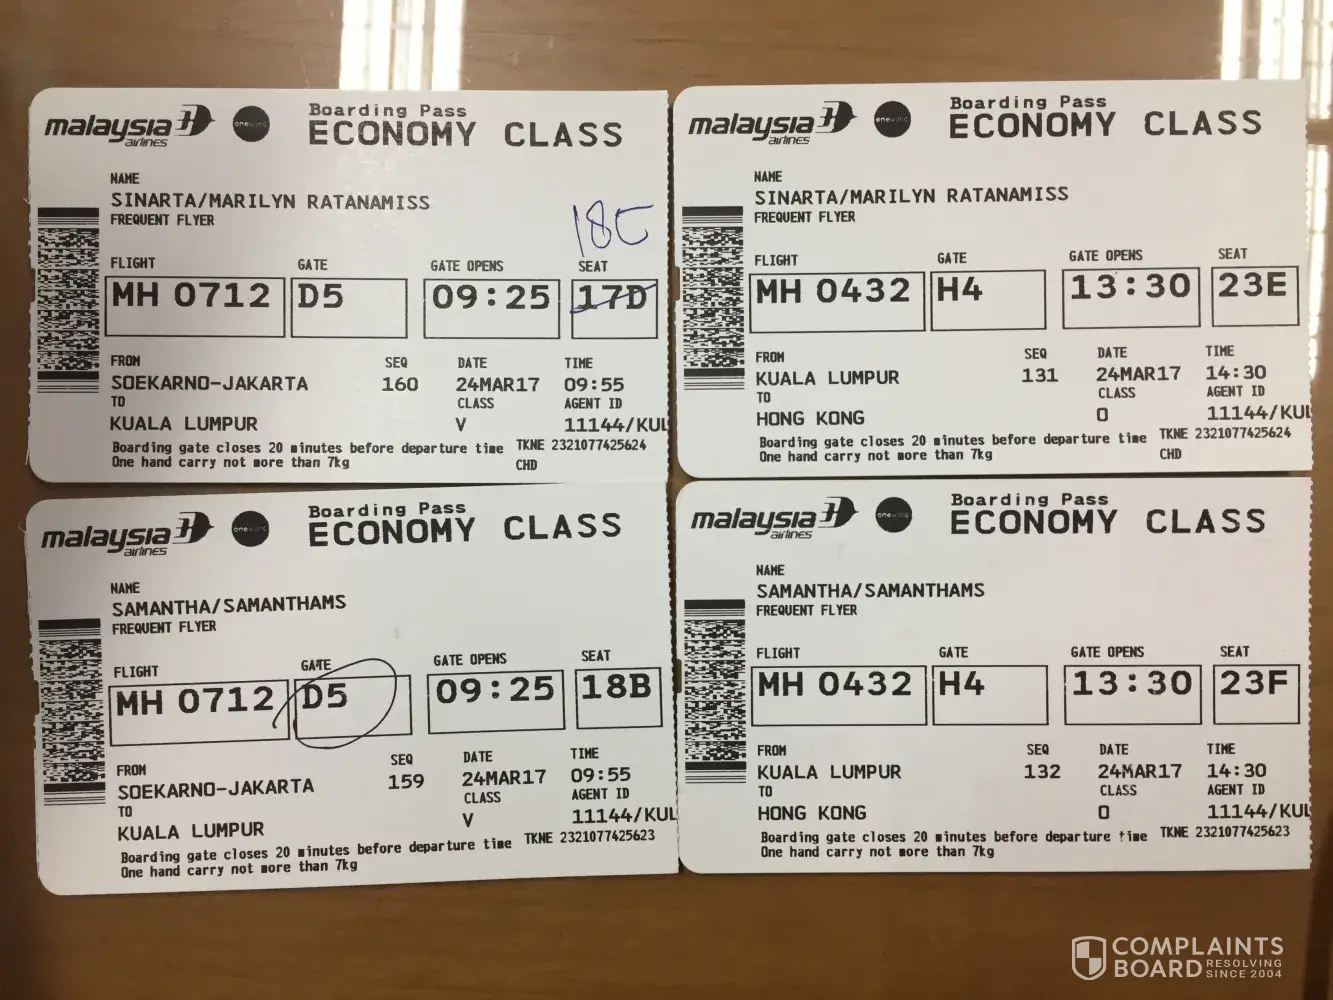 malaysia airlines
oneworld
Boarding Pass
ECONOMY CLASS
NAME
SINARTA/MARILYN RATANAMISS
FREQUENT FLYER
18C
FLIGHT GATE GATE OPENS SEAT
MH 0712 D5 09:25 17D
FROM SEQ DATE TIME
SOEKARNO-JAKARTA 160 24MAR17 09:55
TO CLASS AGENT ID
KUALA LUMPUR V 11144/KUL
Boarding gate closes 20 minutes before departure time TKNE 2321077425624
One hand carry not more than 7kg CHD
malaysia airlines
oneworld
Boarding Pass
ECONOMY CLASS
NAME
SINARTA/MARILYN RATANAMISS
FREQUENT FLYER
FLIGHT GATE GATE OPENS SEAT
MH 0432 H4 13:30 23E
FROM SEQ DATE TIME
KUALA LUMPUR 131 24MAR17 14:30
TO CLASS AGENT ID
HONG KONG O 11144/KUL
Boarding gate closes 20 minutes before departure time TKNE 2321077425624
One hand carry not more than 7kg CHD
malaysia airlines
oneworld
Boarding Pass
ECONOMY CLASS
NAME
SAMANTHA/SAMANTHAMS
FREQUENT FLYER
FLIGHT GATE GATE OPENS SEAT
MH 0712 D5 09:25 18B
FROM SEQ DATE TIME
SOEKARNO-JAKARTA 159 24MAR17 09:55
TO CLASS AGENT ID
KUALA LUMPUR V 11144/KUL
Boarding gate closes 20 minutes before departure time TKNE 2321077425623
One hand carry not more than 7kg
malaysia airlines
oneworld
Boarding Pass
ECONOMY CLASS
NAME
SAMANTHA/SAMANTHAMS
FREQUENT FLYER
FLIGHT GATE GATE OPENS SEAT
MH 0432 H4 13:30 23F
FROM SEQ DATE TIME
KUALA LUMPUR 132 24MAR17 14:30
TO CLASS AGENT ID
HONG KONG O 11144/KUL
Boarding gate closes 20 minutes before departure time TKNE 2321077425623
One hand carry not more than 7kg
COMPLAINTS
BOARD RESOLVING SINCE 2004